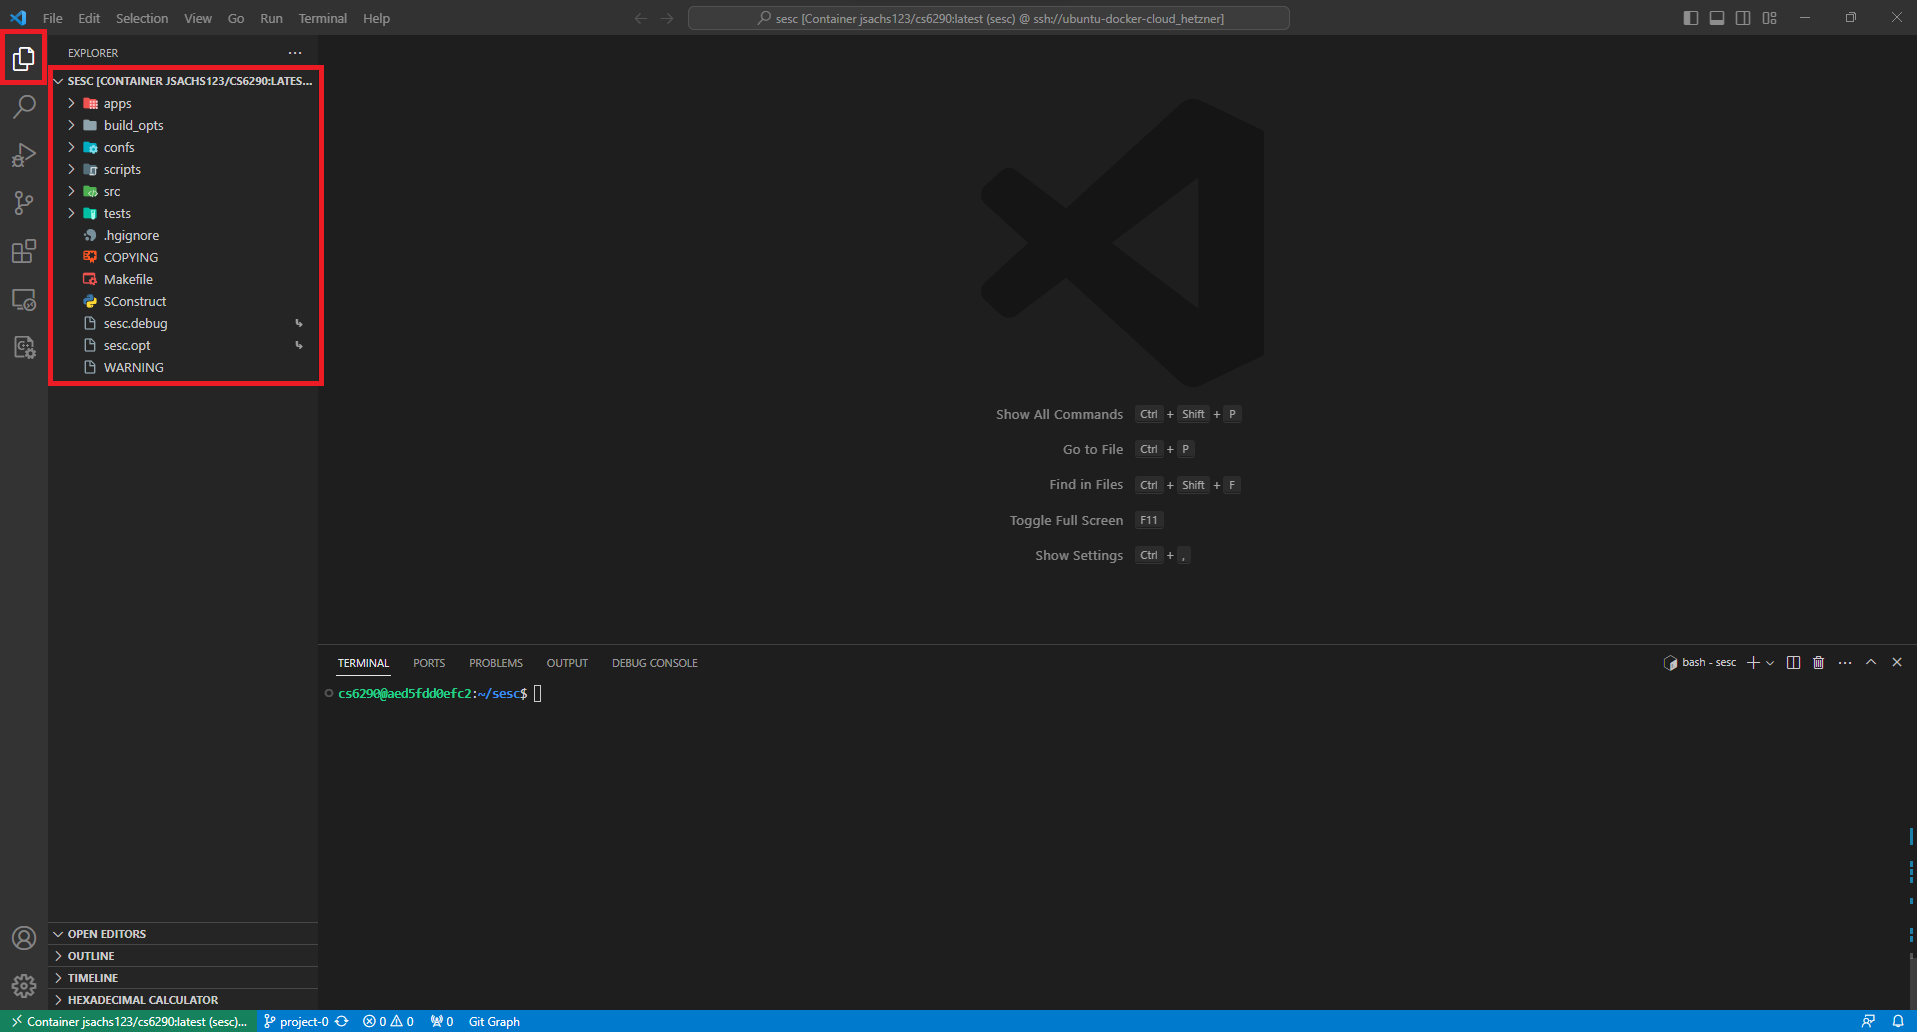 File Edit Selection View Go Run Terminal Help
sesc [Container jsachs123/cs6290:latest (sesc) @ ssh://ubuntu-docker-cloud_hetzner]
EXPLORER
SESC [CONTAINER JSACHS123/CS6290:LATES...
apps
build_opts
confs
scripts
src
tests
.hgignore
COPYING
Makefile
SConstruct
sesc.debug
sesc.opt
WARNING
Show All Commands Ctrl + Shift + P
Go to File Ctrl + P
Find in Files Ctrl + Shift + F
Toggle Full Screen F11
Show Settings Ctrl + ,
TERMINAL PORTS PROBLEMS OUTPUT DEBUG CONSOLE
bash - sesc
cs6290@aed5fdd0efc2:~/sesc$
OPEN EDITORS
OUTLINE
TIMELINE
HEXADECIMAL CALCULATOR
Container jsachs123/cs6290:latest (sesc)... project-0 0 0 0 Git Graph